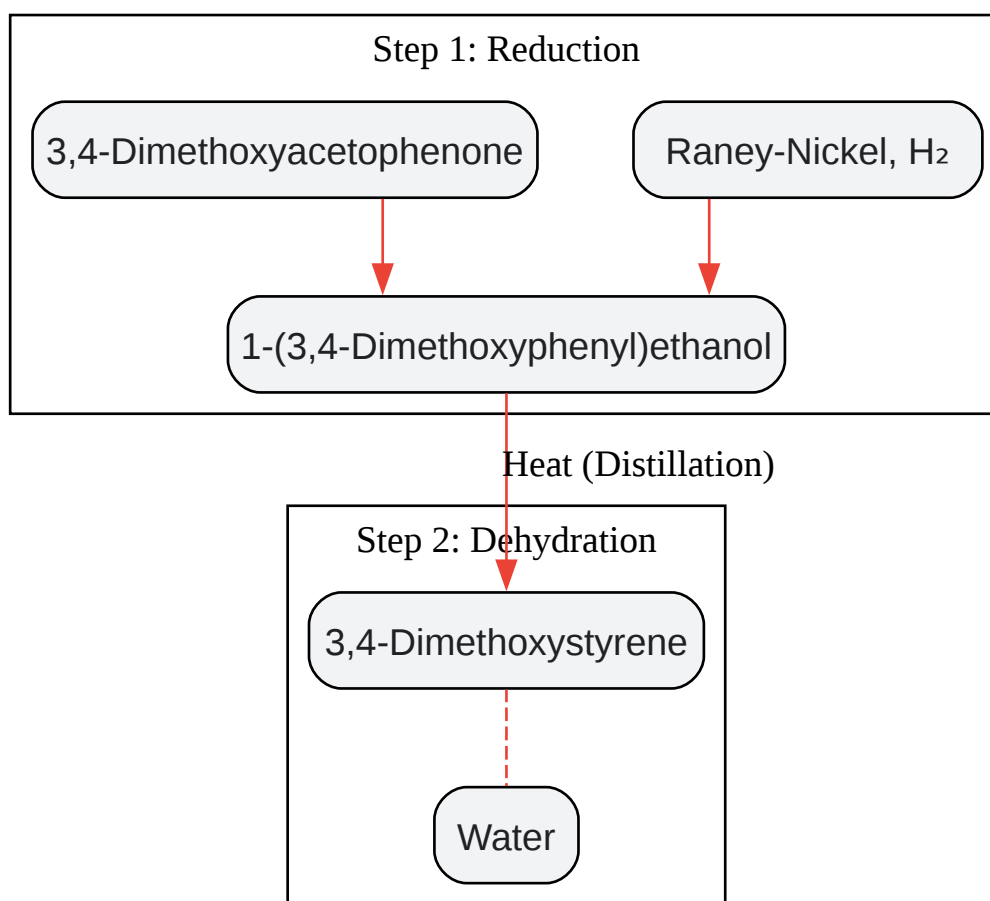 Step 1: Reduction
3,4-Dimethoxyacetophenone
Raney-Nickel, H₂
1-(3,4-Dimethoxyphenyl)ethanol
Heat (Distillation)
Step 2: Dehydration
3,4-Dimethoxystyrene
Water